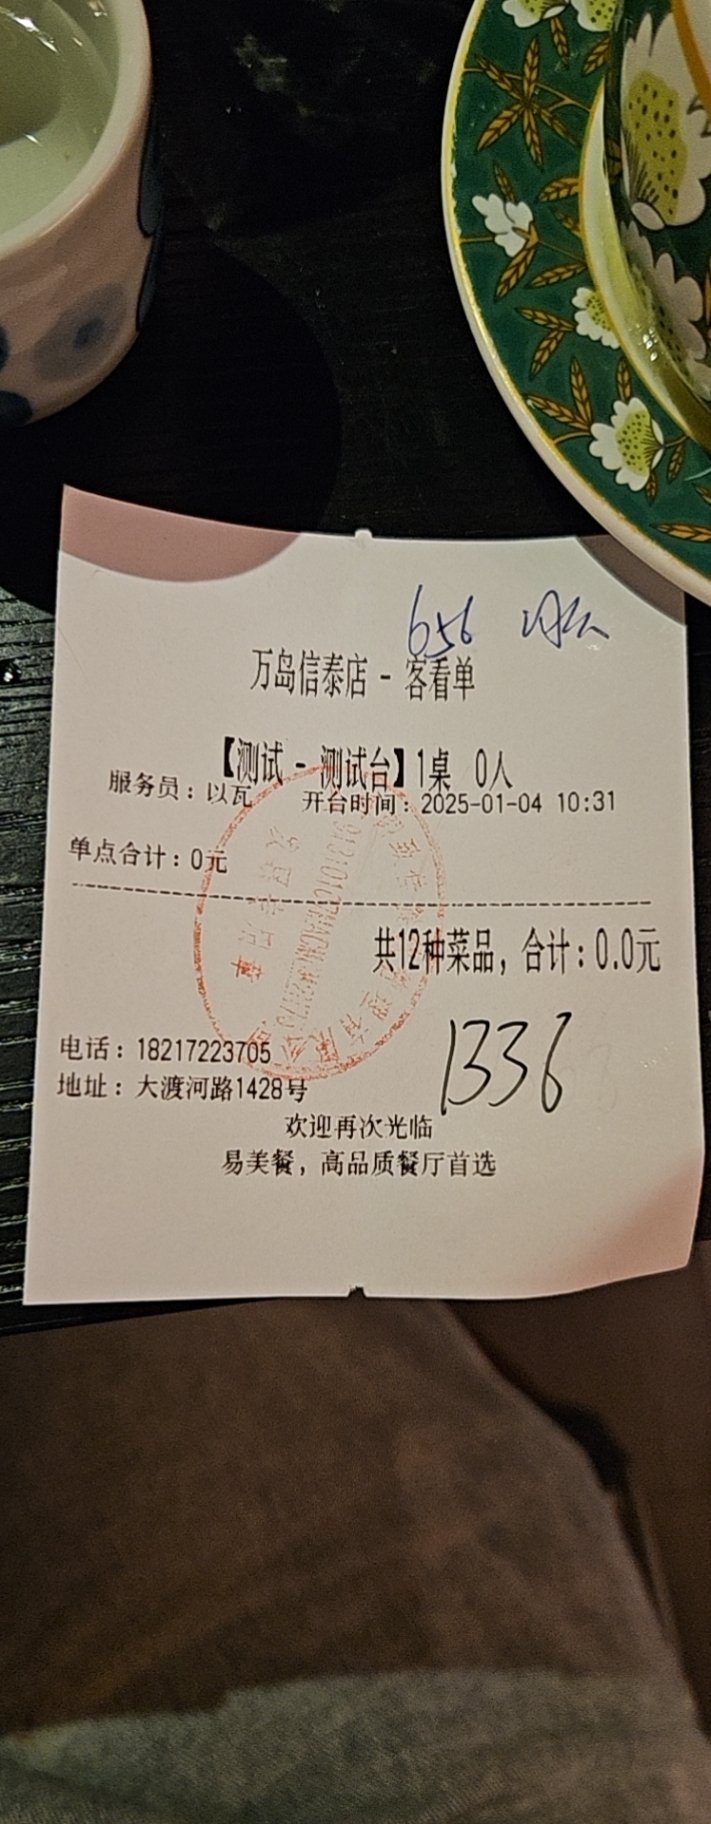 656
万岛信泰店 - 客看单
【测试 - 测试台】1桌 0人
服务员：以瓦 开台时间：2025-01-04 10:31
单点合计：0元
共12种菜品，合计：0.0元
1336
电话：18217223705
地址：大渡河路1428号
欢迎再次光临
易美餐，高品质餐厅首选